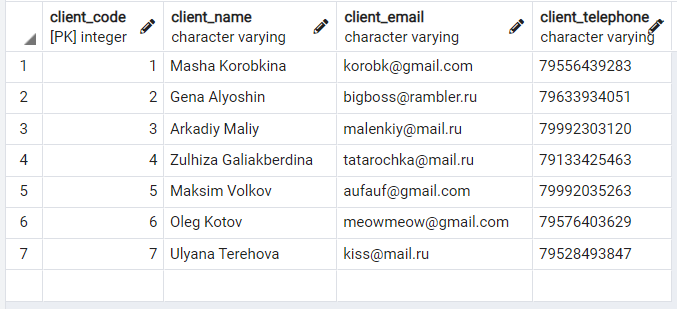 client_code client_name client_email client_telephone
[PK] integer character varying character varying character varying
1 1 Masha Korobkina korobk@gmail.com 79556439283
2 2 Gena Alyoshin bigboss@rambler.ru 79633934051
3 3 Arkadiy Maliy malenkiy@mail.ru 79992303120
4 4 Zulhiza Galiakberdina tatarochka@mail.ru 79133425463
5 5 Maksim Volkov aufauf@gmail.com 79992035263
6 6 Oleg Kotov meowmeow@gmail.com 79576403629
7 7 Ulyana Terehova kiss@mail.ru 79528493847